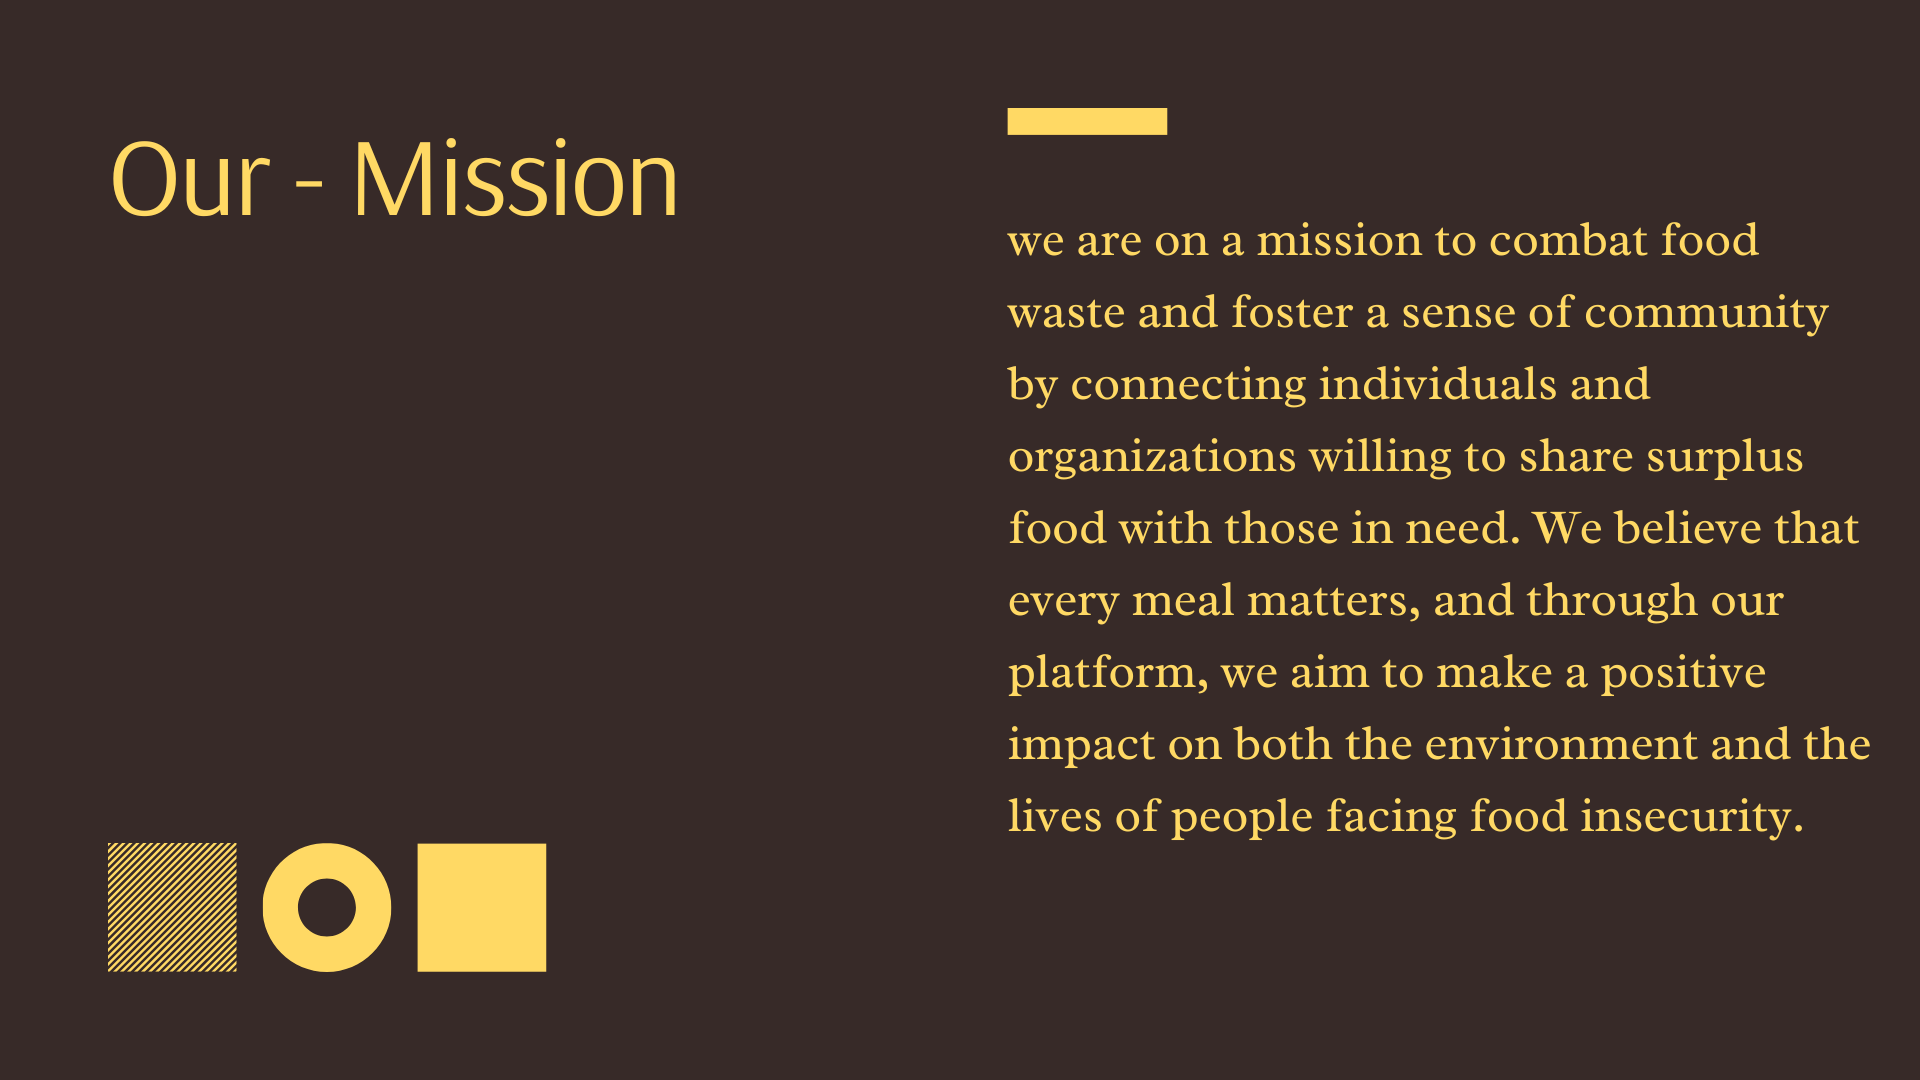 Our - Mission
we are on a mission to combat food
waste and foster a sense of community
by connecting individuals and
organizations willing to share surplus
food with those in need. We believe that
every meal matters, and through our
platform, we aim to make a positive
impact on both the environment and the
lives of people facing food insecurity.